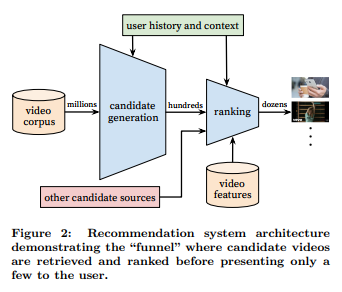 user history and context
video
corpus
millions
candidate
generation
hundreds
ranking
dozens
other candidate sources
video
features
Figure 2: Recommendation system architecture
demonstrating the “funnel” where candidate videos
are retrieved and ranked before presenting only a
few to the user.